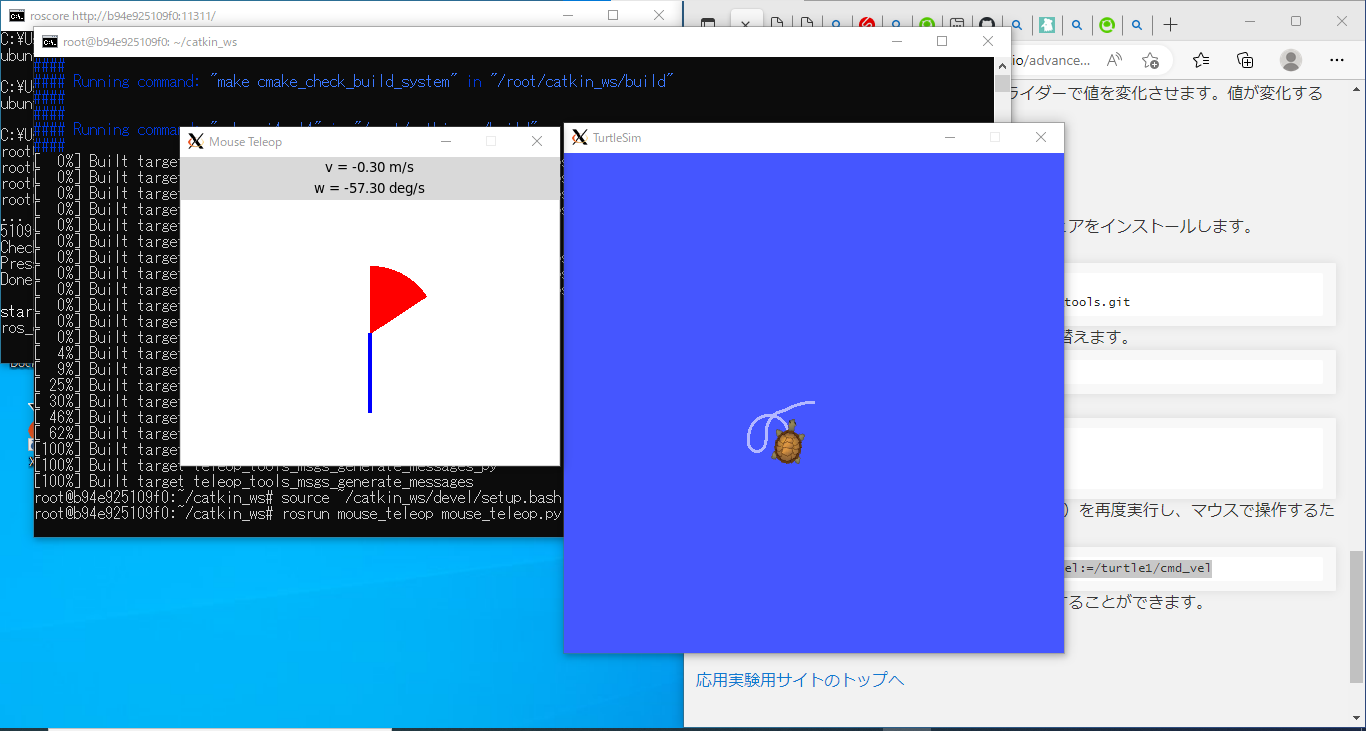 roscore http://b94e925109f0:11311/
root@b94e925109f0: ~/catkin_ws
####
#### Running command: "make cmake_check_build_system" in "/root/catkin_ws/build"
####
####
#### Running command
####
[  0%] Built target
[  0%] Built target
[  0%] Built target
[  0%] Built target
[  0%] Built target
[  0%] Built target
[  0%] Built target
[  0%] Built target
[  0%] Built target
[  0%] Built target
[  0%] Built target
[  0%] Built target
[  4%] Built target
[  9%] Built target
[ 25%] Built target
[ 30%] Built target
[ 46%] Built target
[ 62%] Built target
[100%] Built target
[100%] Built target teleop_tools_msgs_generate_messages_py
[100%] Built target teleop_tools_msgs_generate_messages
root@b94e925109f0:~/catkin_ws# source ~/catkin_ws/devel/setup.bash
root@b94e925109f0:~/catkin_ws# rosrun mouse_teleop mouse_teleop.py
Mouse Teleop
v = -0.30 m/s
w = -57.30 deg/s
TurtleSim
io/advance...
ライダーで値を変化させます。値が変化する
ェアをインストールします。
tools.git
替えます。
）を再度実行し、マウスで操作するた
el:=/turtle1/cmd_vel
することができます。
応用実験用サイトのトップへ
C:¥U
ubun
C:¥U
ubun
C:¥U
root
root
root
root
...
5109
Chec
Pres
Done
star
ros_